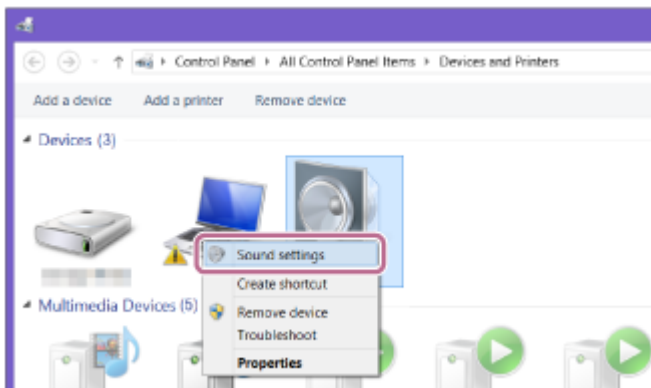 Control Panel ▸ All Control Panel Items ▸ Devices and Printers
Add a device Add a printer Remove device
Devices (3)
Sound settings
Create shortcut
Multimedia Devices (5)
Remove device
Troubleshoot
Properties